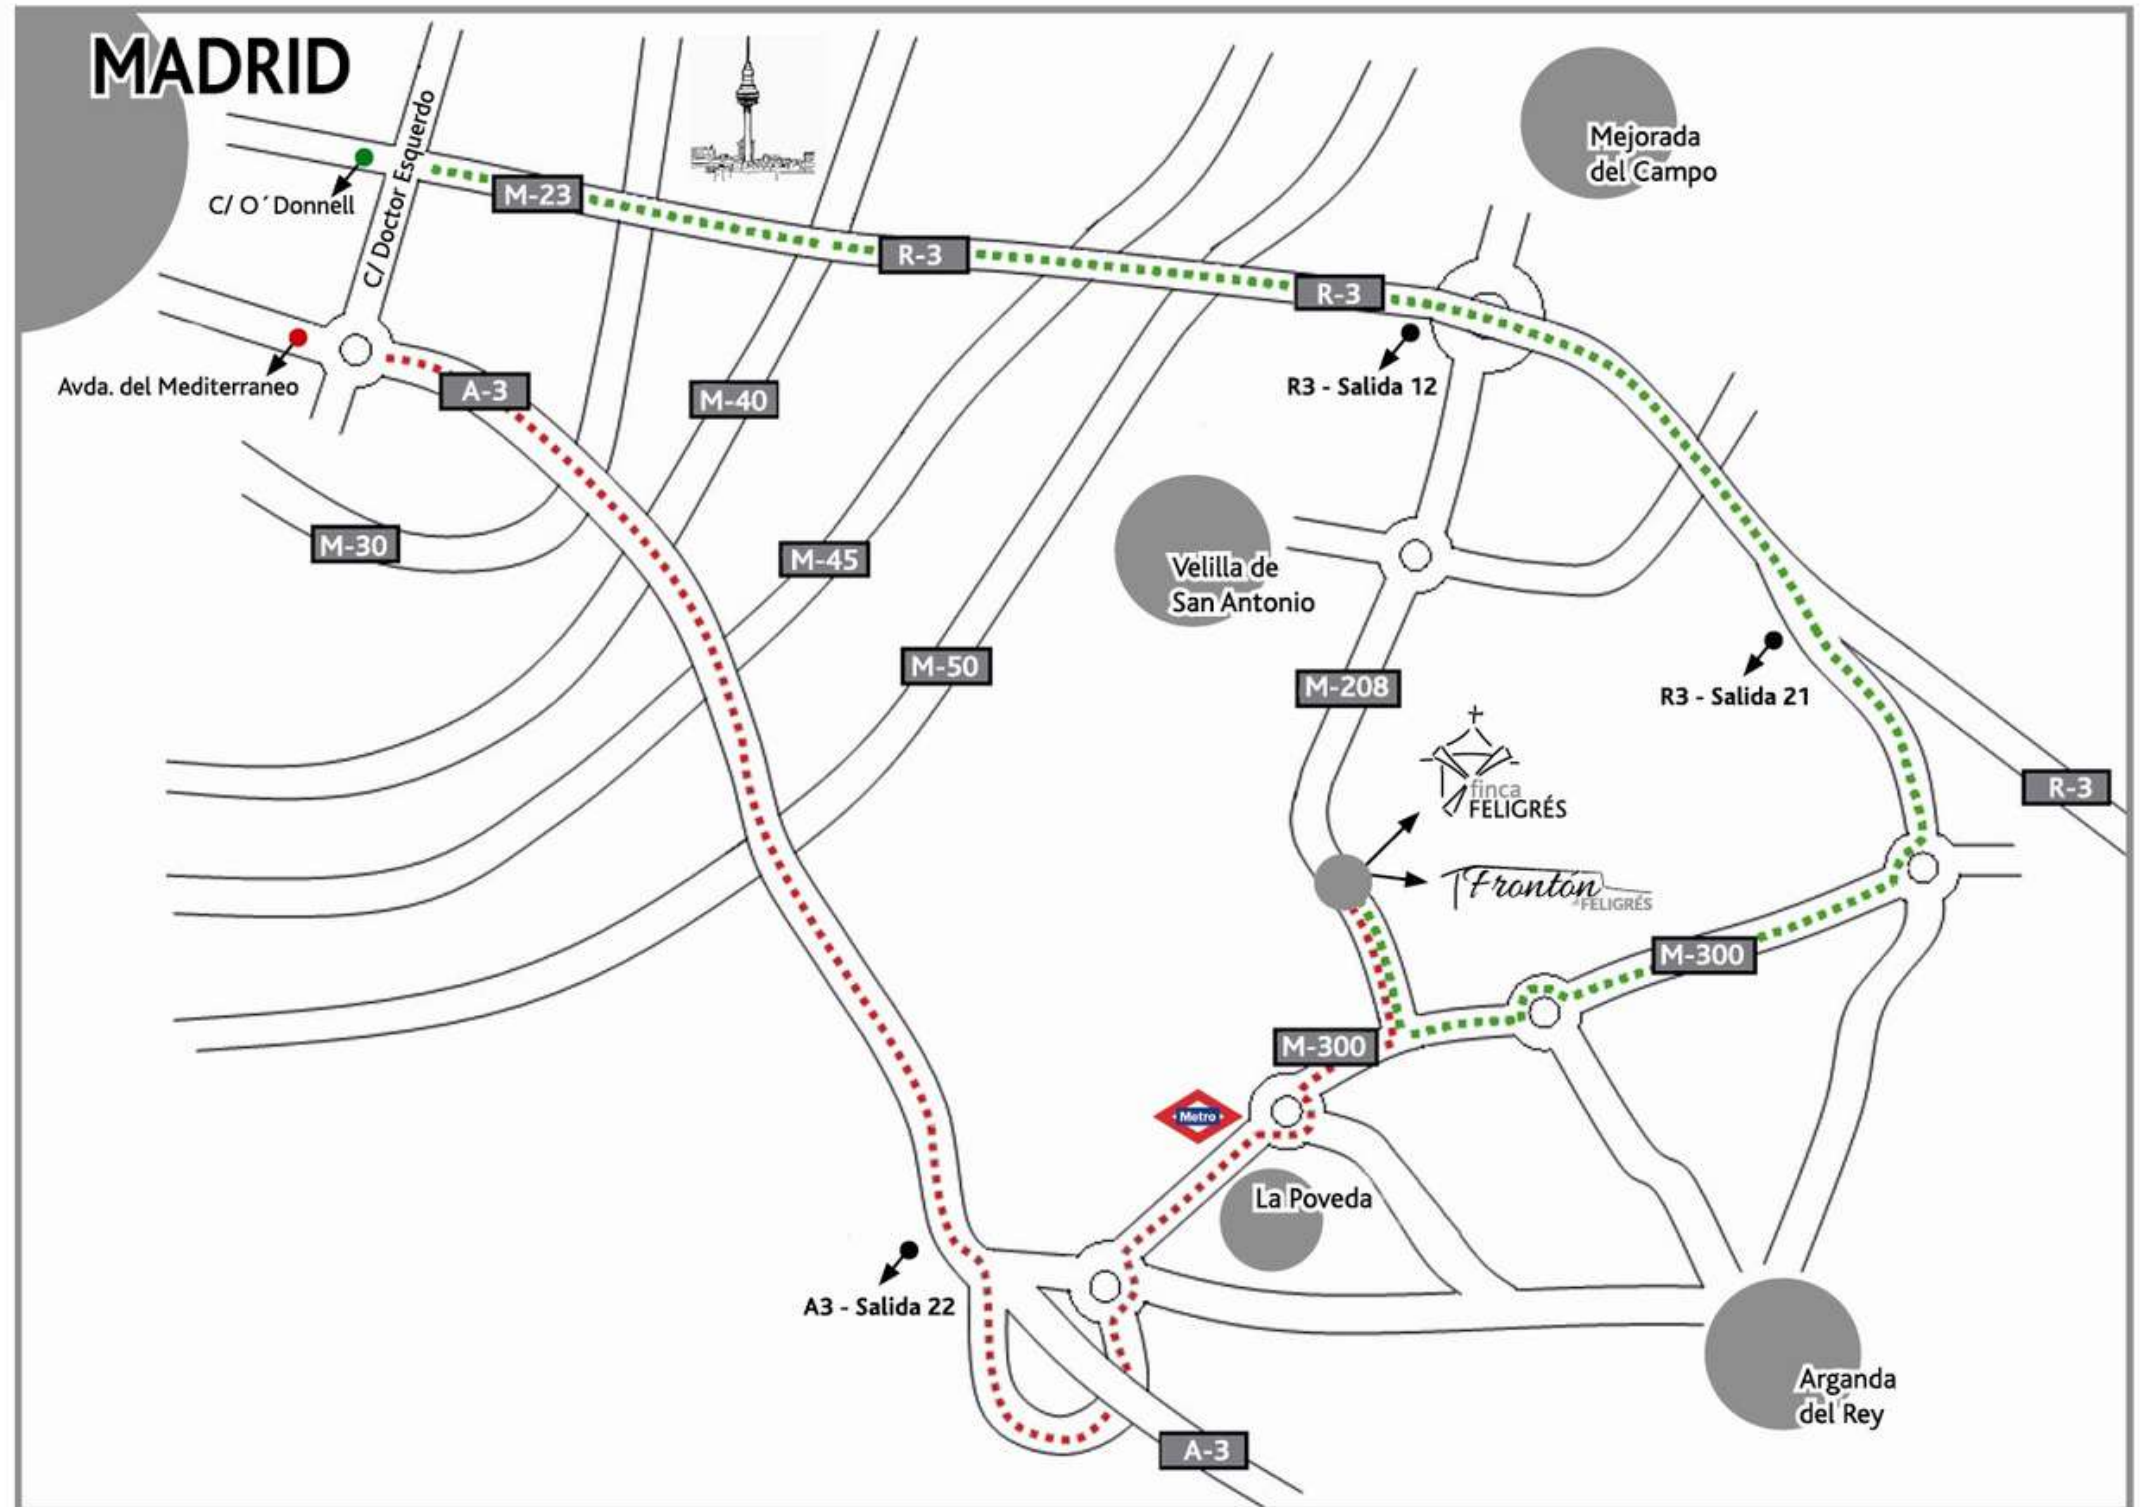 MADRID
C/ O´Donnell
C/ Doctor Esquerdo
M-23
R-3
R-3
Mejorada
del Campo
R3 - Salida 12
Avda. del Mediterraneo
A-3
M-40
M-30
M-45
M-50
Velilla de
San Antonio
M-208
R3 - Salida 21
R-3
finca
FELIGRÉS
Frontón
FELIGRÉS
M-300
M-300
Metro
La Poveda
A3 - Salida 22
Arganda
del Rey
A-3